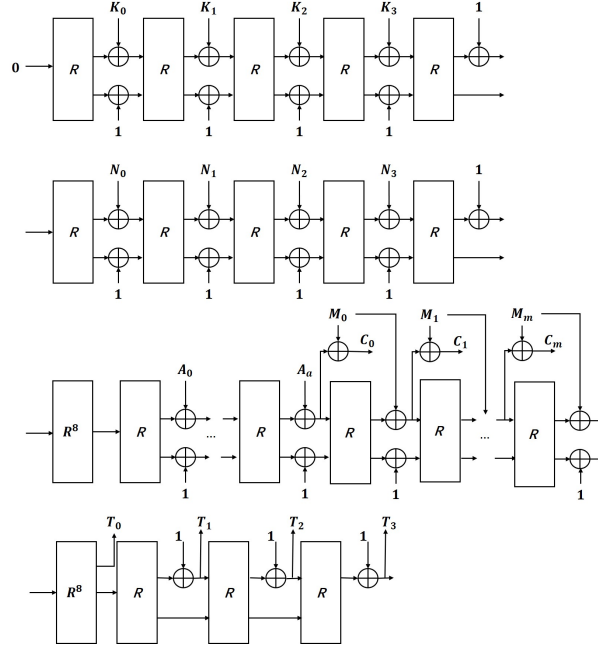 K₀ K₁ K₂ K₃ 1
0 R R R R R
1 1 1 1
N₀ N₁ N₂ N₃ 1
R R R R R
1 1 1 1
M₀ M₁ Mₘ
C₀ C₁ Cₘ
A₀ Aₐ
R⁸ R ... R R R ... R
1 1 1 1
T₀ T₁ T₂ T₃
1 1 1
R⁸ R R R